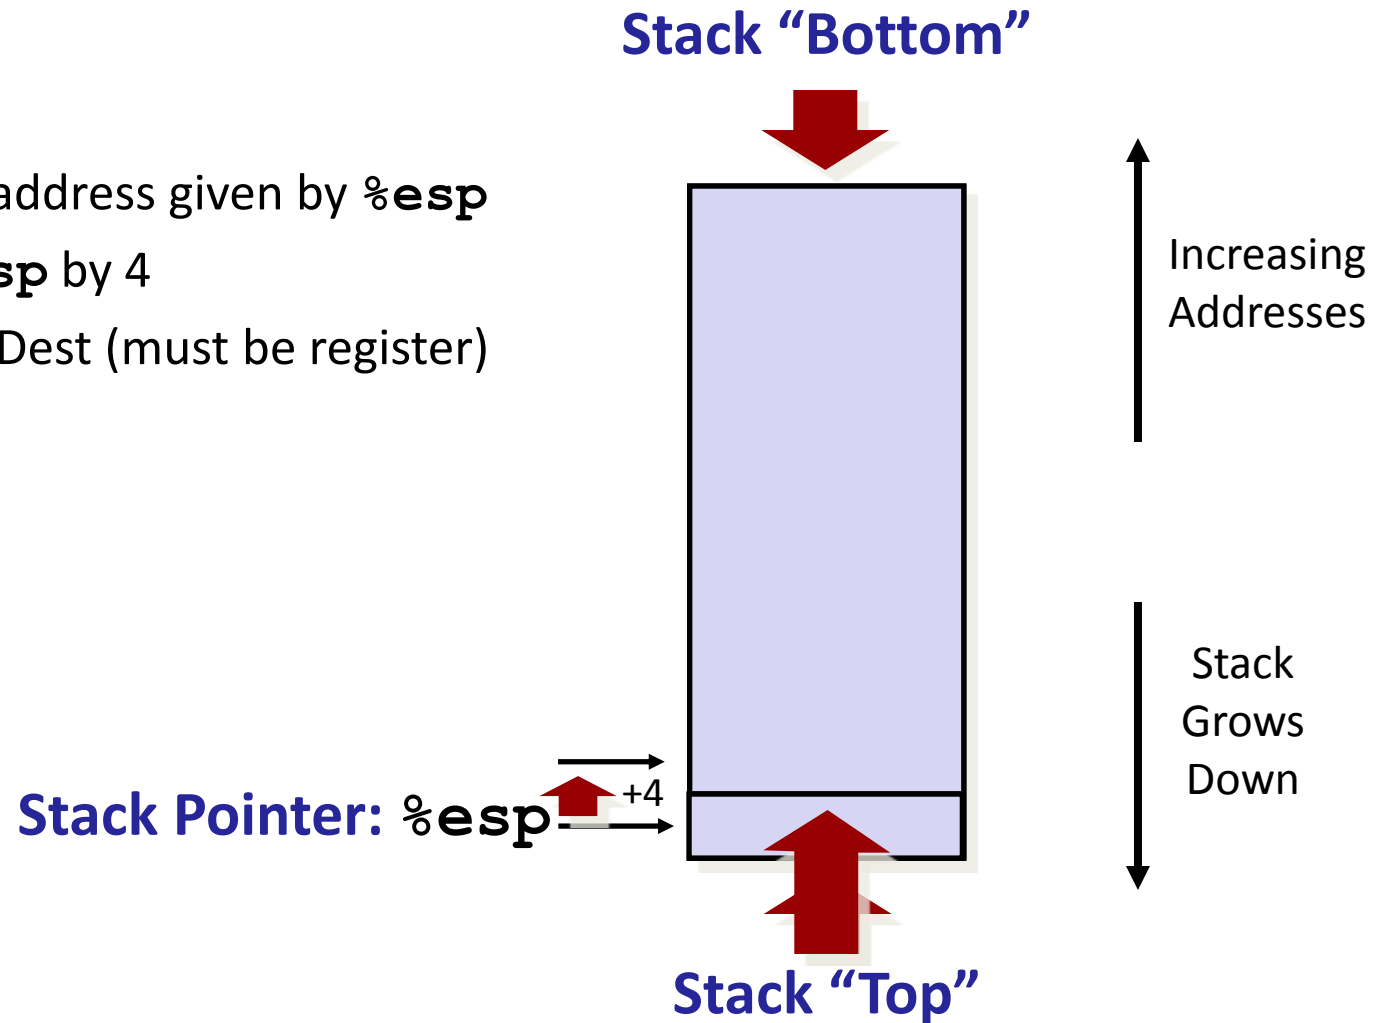 Stack “Bottom”
address given by %esp
sp by 4
Dest (must be register)
Increasing
Addresses
Stack
Grows
Down
+4
Stack Pointer: %esp
Stack “Top”